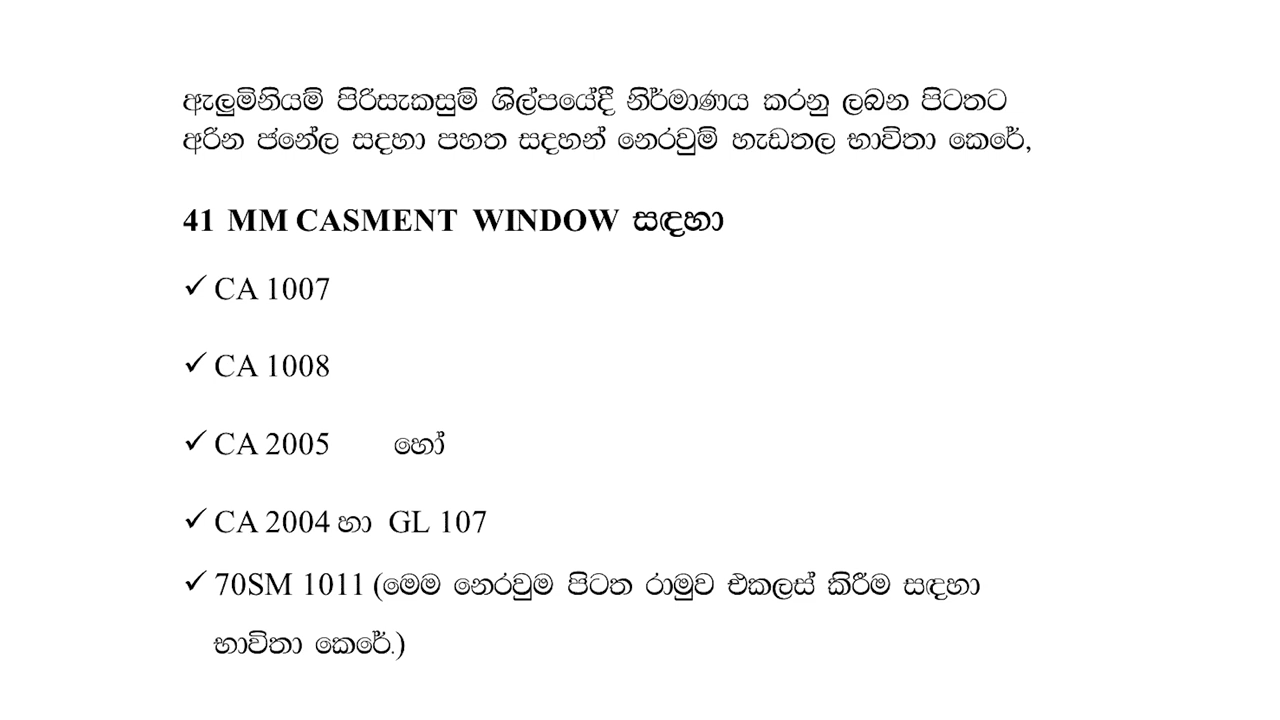 ඇලුමිනියම් පිරිසැකසුම් ශිල්පයේදී නිර්මාණය කරනු ලබන පිටතට
අරින ජනේල සඳහා පහත සඳහන් නෙරවුම් හැඩතල භාවිතා කෙරේ,
41 MM CASMENT WINDOW සඳහා
✓ CA 1007
✓ CA 1008
✓ CA 2005 හෝ
✓ CA 2004 හා GL 107
✓ 70SM 1011 (මෙම නෙරවුම පිටත රාමුව එකලස් කිරීම සඳහා
භාවිතා කෙරේ.)